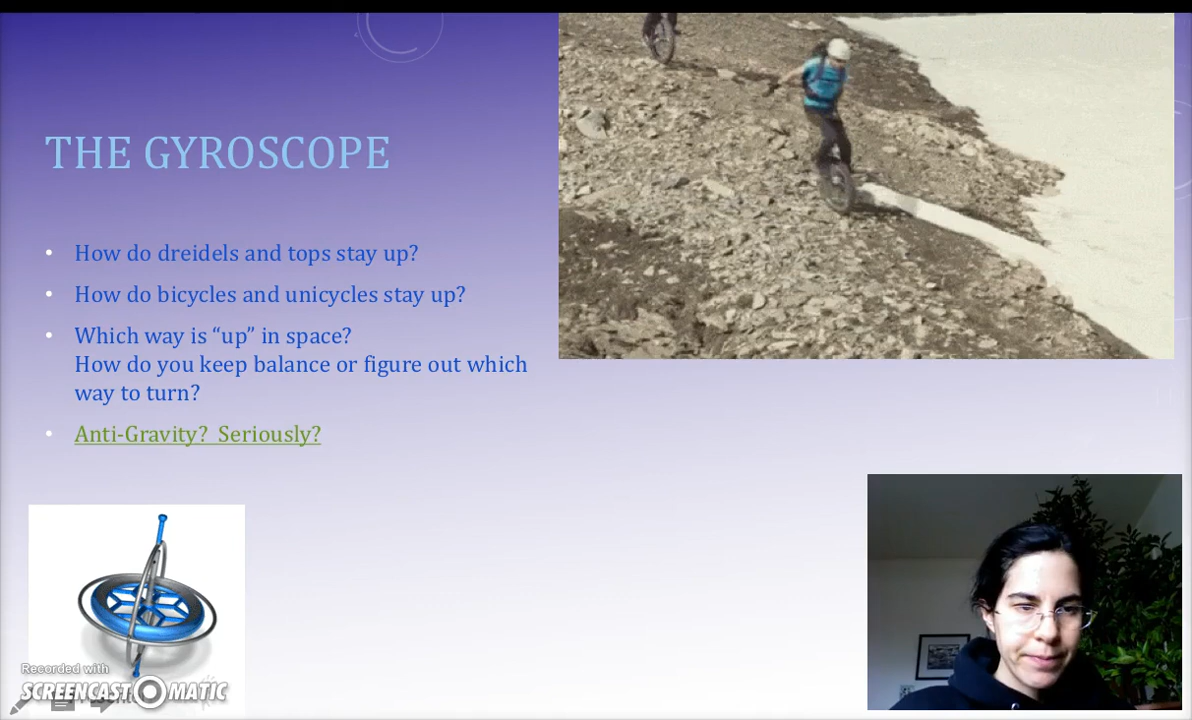 THE GYROSCOPE
How do dreidels and tops stay up?
How do bicycles and unicycles stay up?
Which way is “up” in space?
How do you keep balance or figure out which
way to turn?
Anti-Gravity?  Seriously?
Recorded with
SCREENCAST-O-MATIC